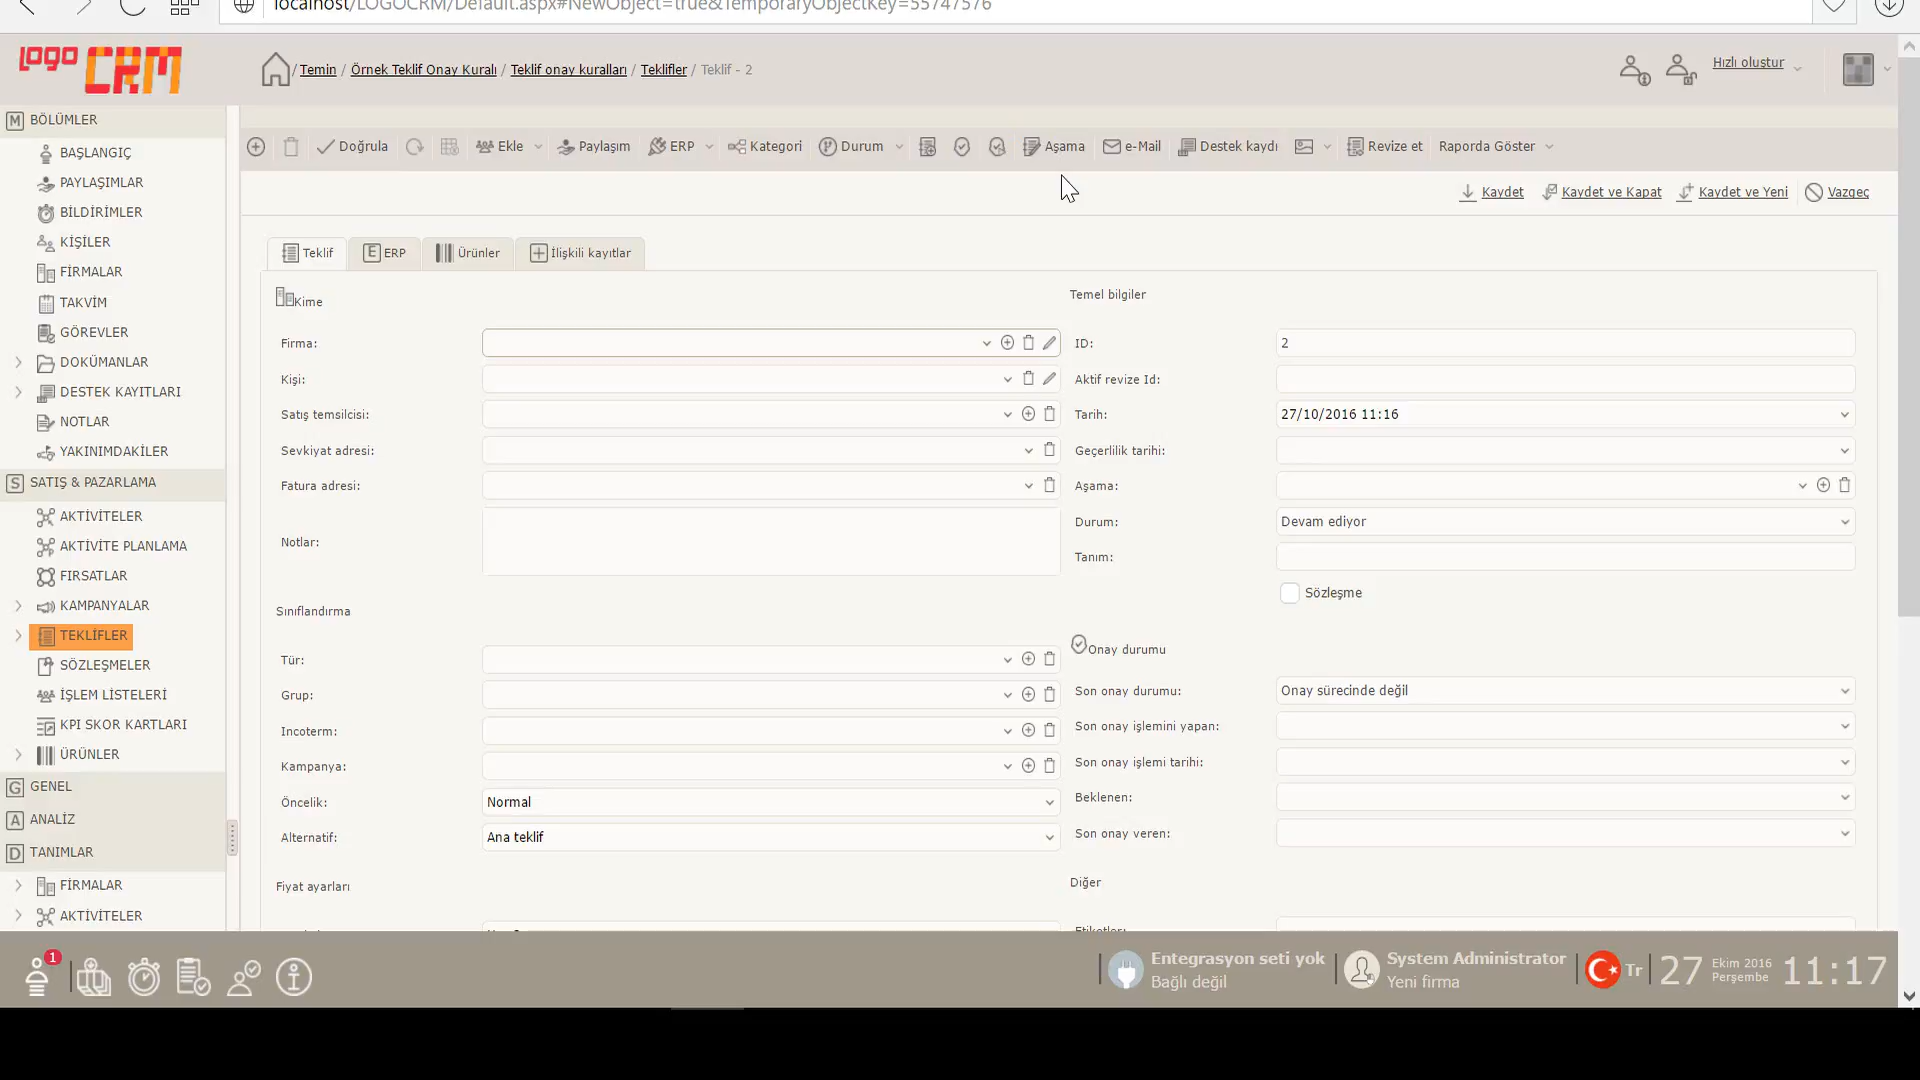 localhost/LOGOCRM/Default.aspx#NewObject=true&TemporaryObjectKey=55747576
LOGO CRM
/ Temin / Örnek Teklif Onay Kuralı / Teklif onay kuralları / Teklifler / Teklif - 2
Hızlı oluştur
M BÖLÜMLER
BAŞLANGIÇ
PAYLAŞIMLAR
BİLDİRİMLER
KİŞİLER
FİRMALAR
TAKVİM
GÖREVLER
DOKÜMANLAR
DESTEK KAYITLARI
NOTLAR
YAKINIMDAKİLER
S SATIŞ & PAZARLAMA
AKTİVİTELER
AKTİVİTE PLANLAMA
FIRSATLAR
KAMPANYALAR
TEKLİFLER
SÖZLEŞMELER
İŞLEM LİSTELERİ
KPI SKOR KARTLARI
ÜRÜNLER
G GENEL
A ANALİZ
D TANIMLAR
FİRMALAR
AKTİVİTELER
Doğrula Ekle Paylaşım ERP Kategori Durum Aşama e-Mail Destek kaydı Revize et Raporda Göster
Kaydet Kaydet ve Kapat Kaydet ve Yeni Vazgeç
Teklif E ERP Ürünler İlişkili kayıtlar
Kime
Firma:
Kişi:
Satış temsilcisi:
Sevkiyat adresi:
Fatura adresi:
Notlar:
Sınıflandırma
Tür:
Grup:
Incoterm:
Kampanya:
Öncelik: Normal
Alternatif: Ana teklif
Fiyat ayarları
Temel bilgiler
ID: 2
Aktif revize Id:
Tarih: 27/10/2016 11:16
Geçerlilik tarihi:
Aşama:
Durum: Devam ediyor
Tanım:
Sözleşme
Onay durumu
Son onay durumu: Onay sürecinde değil
Son onay işlemini yapan:
Son onay işlemi tarihi:
Beklenen:
Son onay veren:
Diğer
Etiketler:
1
Entegrasyon seti yok
Bağlı değil
System Administrator
Yeni firma
Tr
27 Ekim 2016
Perşembe
11:17